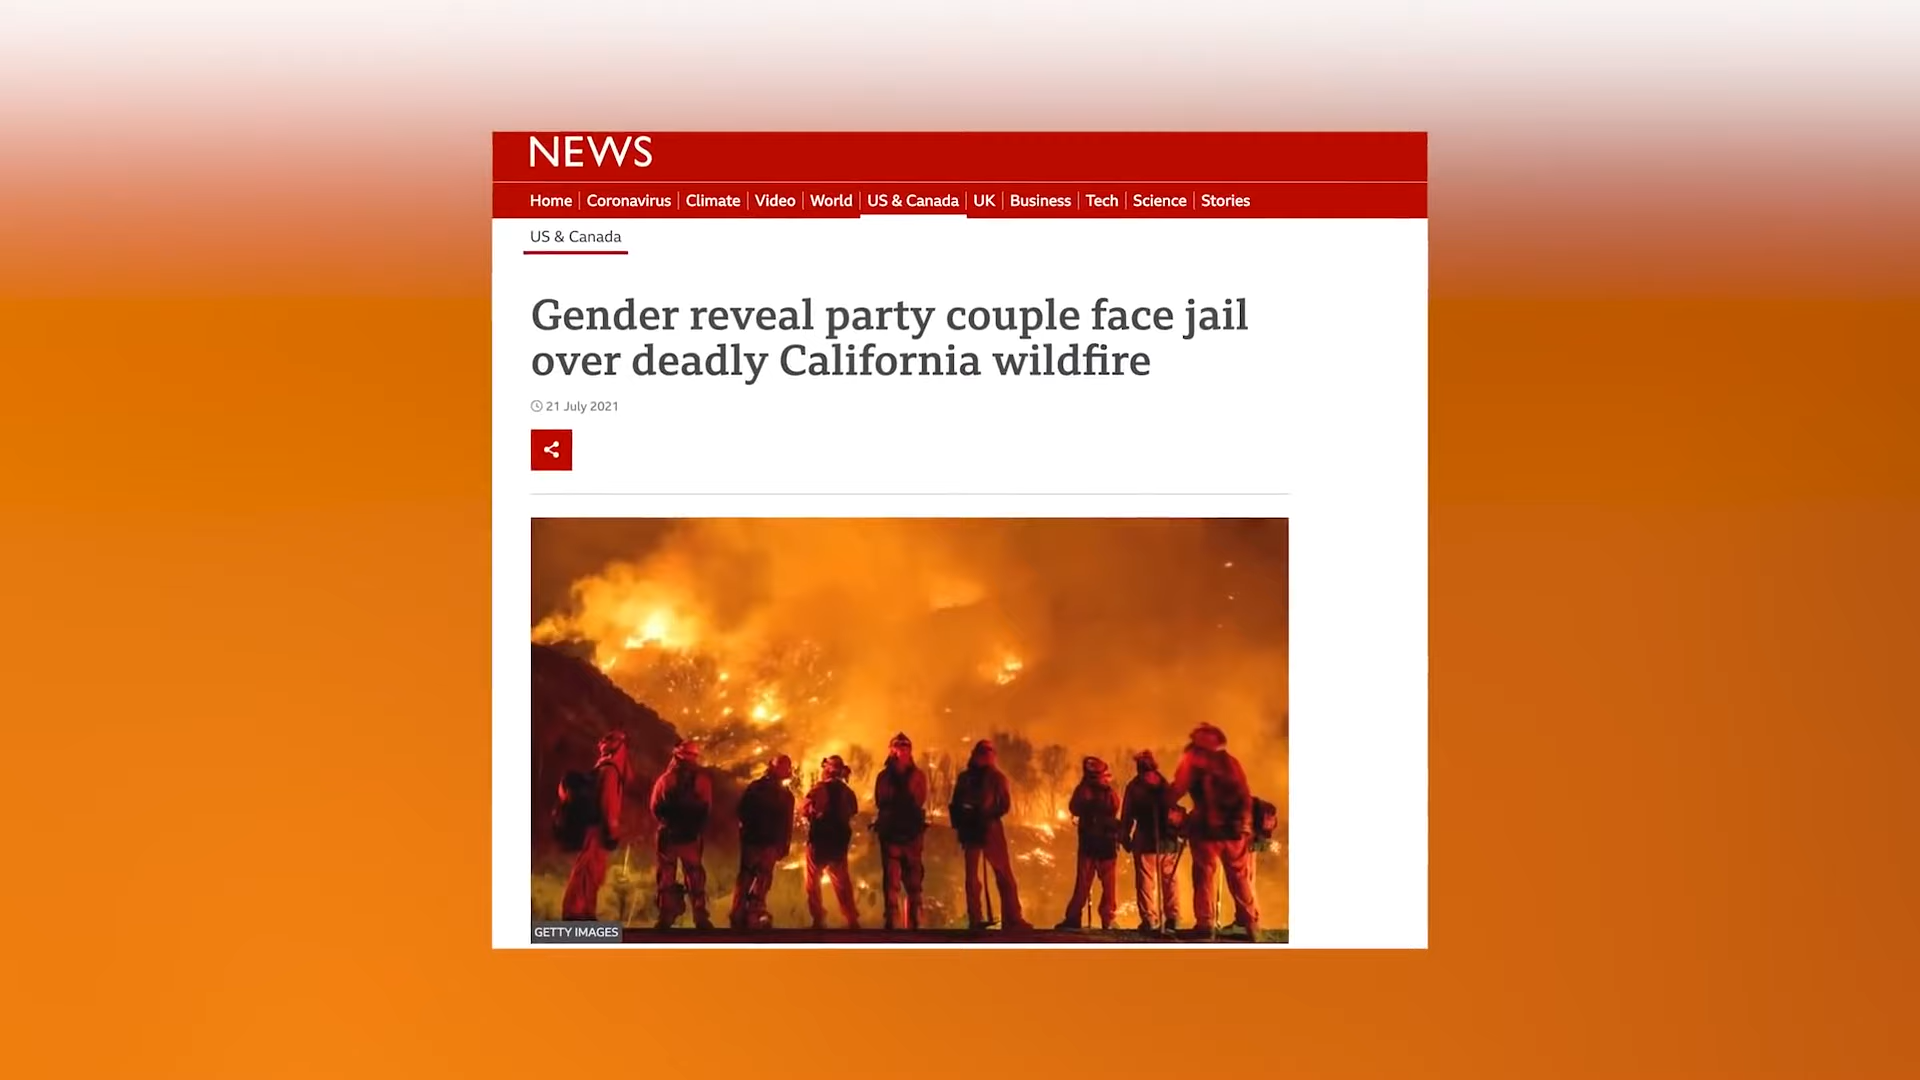 NEWS
Home Coronavirus Climate Video World US & Canada UK Business Tech Science Stories
US & Canada
Gender reveal party couple face jail
over deadly California wildfire
21 July 2021
GETTY IMAGES